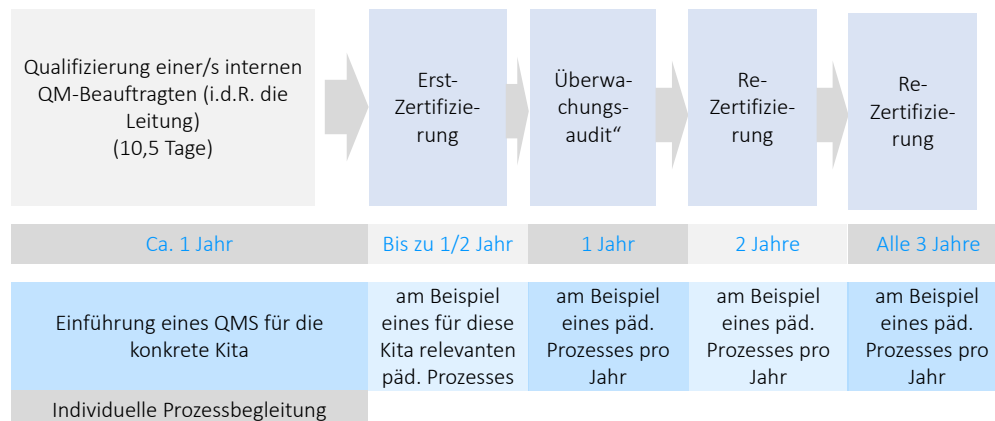 Qualifizierung einer/s internen
QM-Beauftragten (i.d.R. die
Leitung)
(10,5 Tage)
Erst-
Zertifizie-
rung
Überwa-
chungs-
audit“
Re-
Zertifizie-
rung
Re-
Zertifizie-
rung
Ca. 1 Jahr
Bis zu 1/2 Jahr
1 Jahr
2 Jahre
Alle 3 Jahre
Einführung eines QMS für die
konkrete Kita
am Beispiel
eines für diese
Kita relevanten
päd. Prozesses
am Beispiel
eines päd.
Prozesses pro
Jahr
am Beispiel
eines päd.
Prozesses pro
Jahr
am Beispiel
eines päd.
Prozesses pro
Jahr
Individuelle Prozessbegleitung